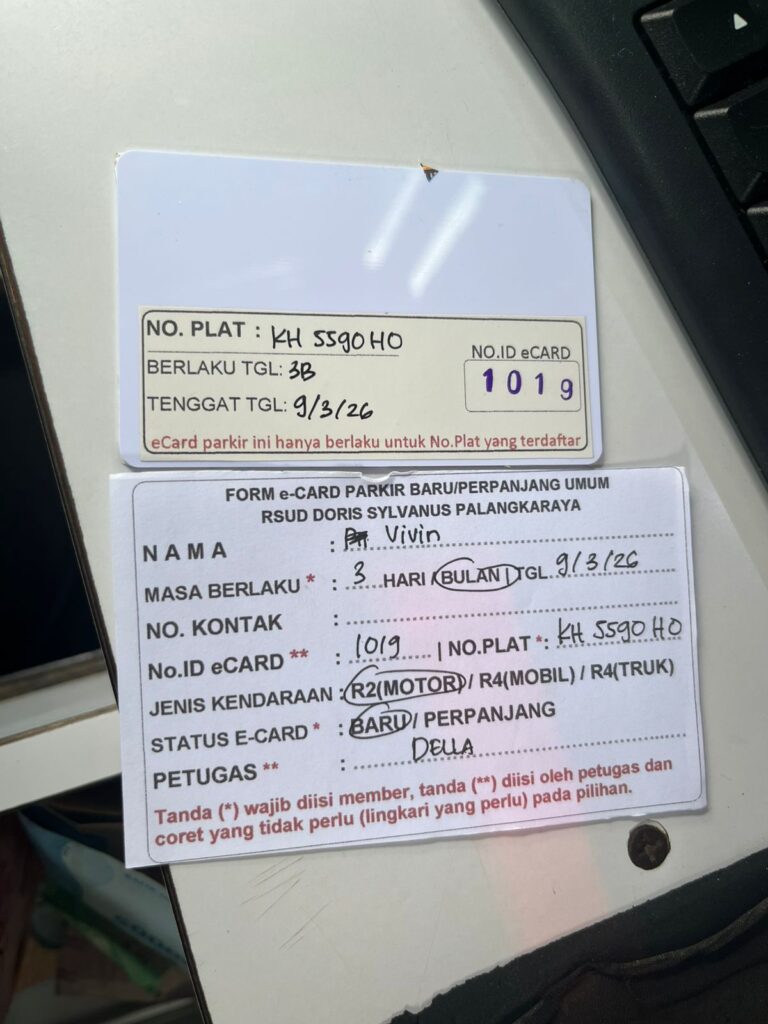 NO. PLAT : KH 5590 HO
BERLAKU TGL: 3B
NO.ID eCARD
1019
TENGGAT TGL: 9/3/26
eCard parkir ini hanya berlaku untuk No.Plat yang terdaftar
FORM e-CARD PARKIR BARU/PERPANJANG UMUM
RSUD DORIS SYLVANUS PALANGKARAYA
NAMA : Vivin
MASA BERLAKU * : 3 HARI / BULAN | TGL 9/3/26
NO. KONTAK :
No.ID eCARD ** : 1019 | NO.PLAT *: KH 5590 HO
JENIS KENDARAAN : R2(MOTOR) / R4(MOBIL) / R4(TRUK)
STATUS E-CARD * : BARU / PERPANJANG
PETUGAS ** : DELLA
Tanda (*) wajib diisi member, tanda (**) diisi oleh petugas dan
coret yang tidak perlu (lingkari yang perlu) pada pilihan.